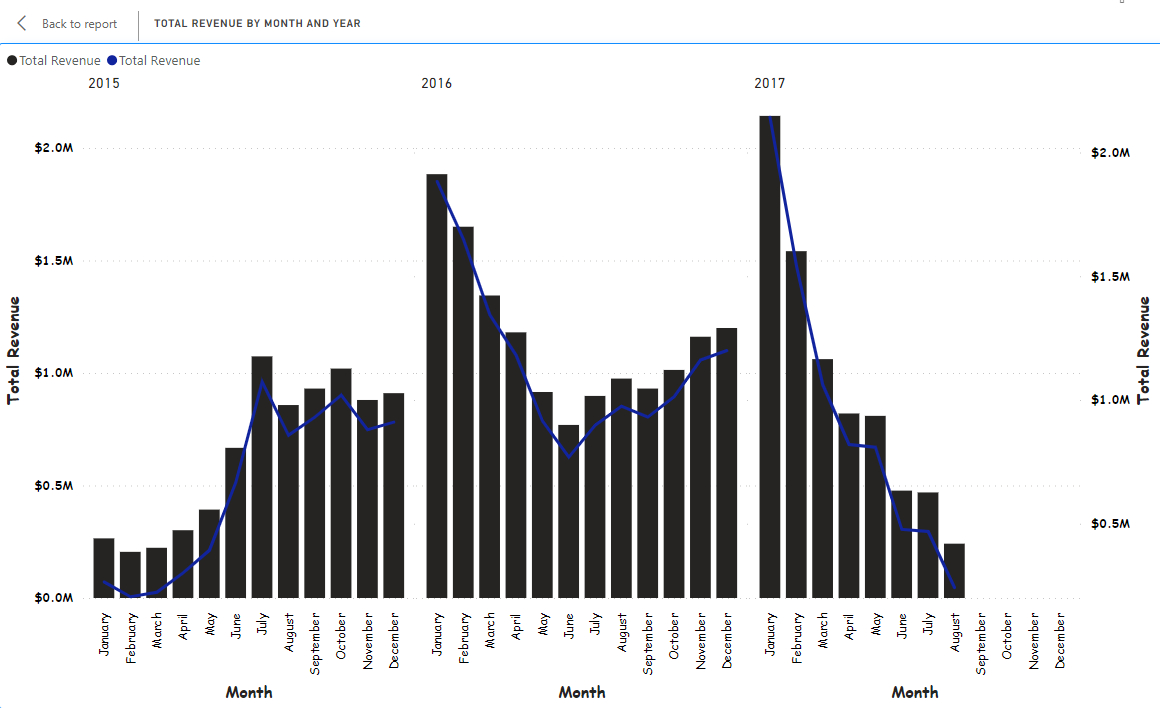 Back to report
TOTAL REVENUE BY MONTH AND YEAR
Total Revenue Total Revenue
2015 2016 2017
$2.0M
$1.5M
$1.0M
$0.5M
$0.0M
Total Revenue
$2.0M
$1.5M
$1.0M
$0.5M
Total Revenue
January February March April May June July August September October November December
January February March April May June July August September October November December
January February March April May June July August September October November December
Month Month Month